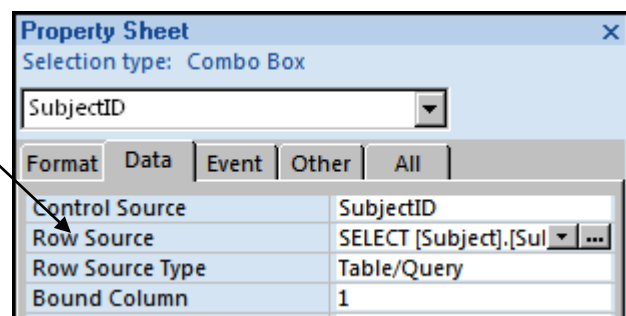 Property Sheet
Selection type: Combo Box
SubjectID
Format Data Event Other All
Control Source SubjectID
Row Source SELECT [Subject].[Sul ...
Row Source Type Table/Query
Bound Column 1